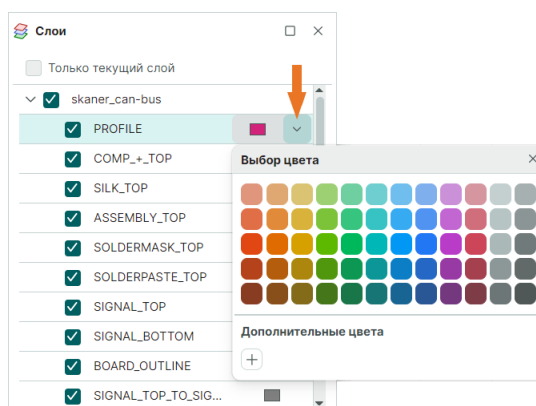 Слои
Только текущий слой
skaner_can-bus
PROFILE
COMP_+_TOP
Выбор цвета
SILK_TOP
ASSEMBLY_TOP
SOLDERMASK_TOP
SOLDERPASTE_TOP
SIGNAL_TOP
SIGNAL_BOTTOM
Дополнительные цвета
BOARD_OUTLINE
SIGNAL_TOP_TO_SIG...